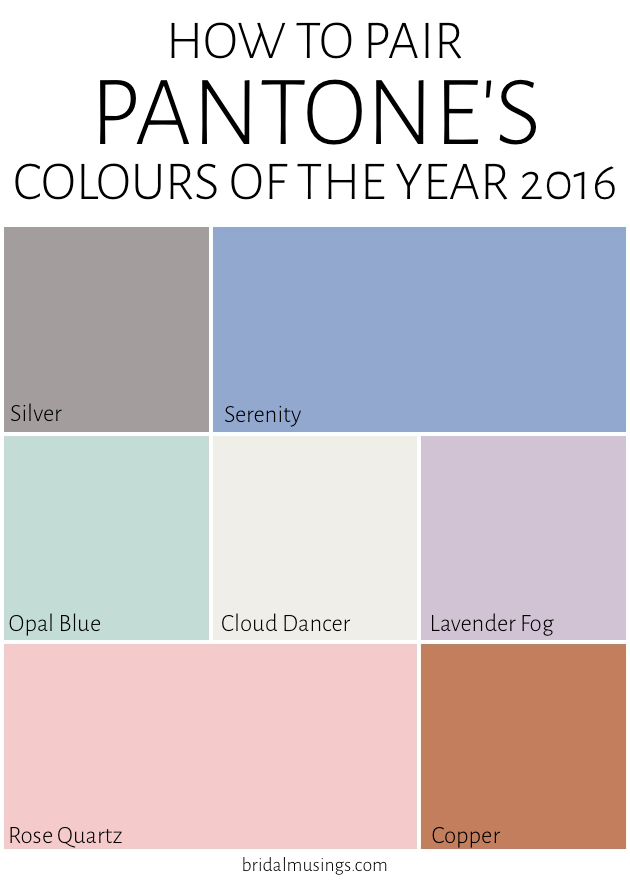 HOW TO PAIR
PANTONE'S
COLOURS OF THE YEAR 2016
Silver
Serenity
Opal Blue
Cloud Dancer
Lavender Fog
Rose Quartz
Copper
bridalmusings.com